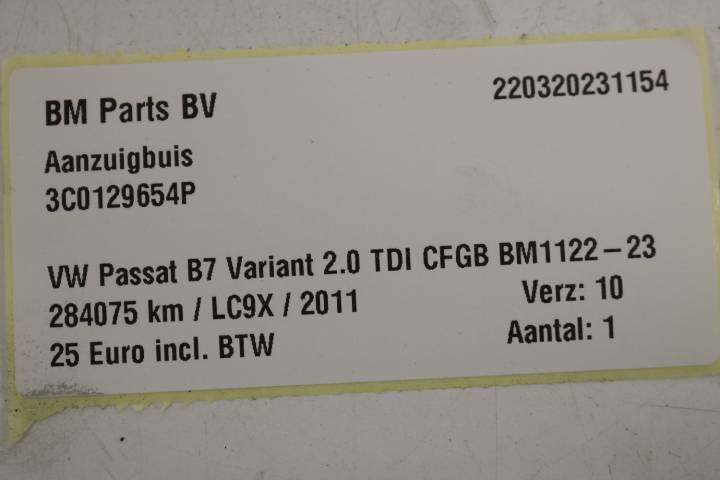 BM Parts BV 220320231154
Aanzuigbuis
3C0129654P
VW Passat B7 Variant 2.0 TDI CFGB BM1122-23
284075 km / LC9X / 2011 Verz: 10
25 Euro incl. BTW Aantal: 1